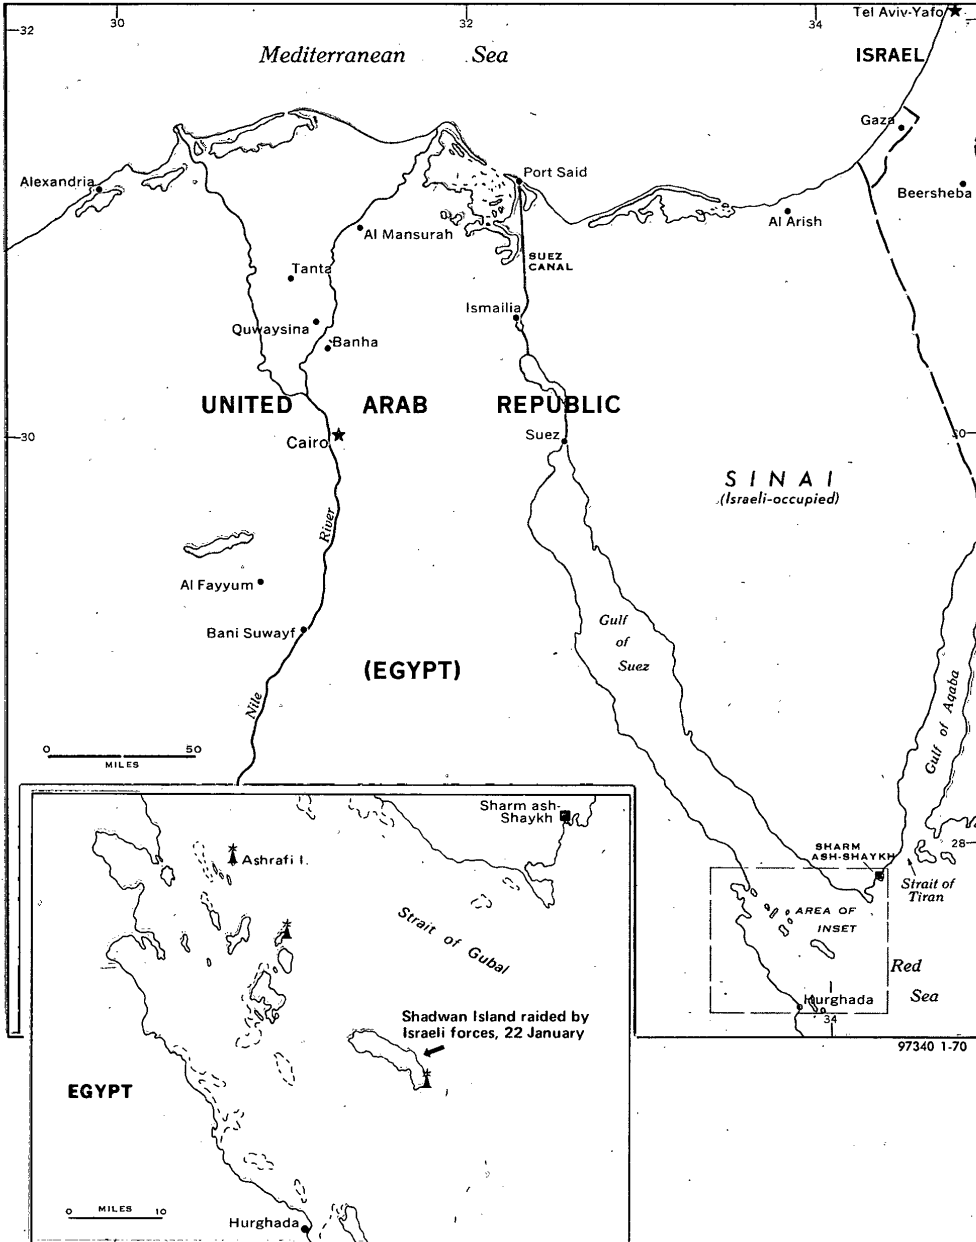 30
32
34
Tel Aviv-Yafo
32
Mediterranean Sea
ISRAEL
Gaza
Alexandria
Port Said
Beersheba
Al Arish
Al Mansurah
SUEZ
CANAL
Tanta
Ismailia
Quwaysina
Banha
UNITED ARAB REPUBLIC
30
Cairo
Suez
30
SINAI
(Israeli-occupied)
River
Al Fayyum
Bani Suwayf
Gulf
of
Suez
(EGYPT)
Nile
Gulf of Aqaba
0 50
MILES
SHARM
ASH-SHAYKH
28
Strait of
Tiran
AREA OF
INSET
Red
Sea
Hurghada
34
97340 1-70
Sharm ash-
Shaykh
Ashrafi I.
Strait of Gubal
Shadwan Island raided by
Israeli forces, 22 January
EGYPT
0 MILES 10
Hurghada